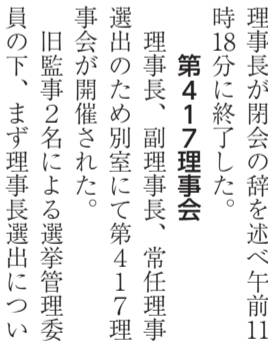 理事長が閉会の辞を述べ午前11
時18分に終了した。
第417理事会
理事長、副理事長、常任理事
選出のため別室にて第417理
事会が開催された。
旧監事2名による選挙管理委
員の下、まず理事長選出につい